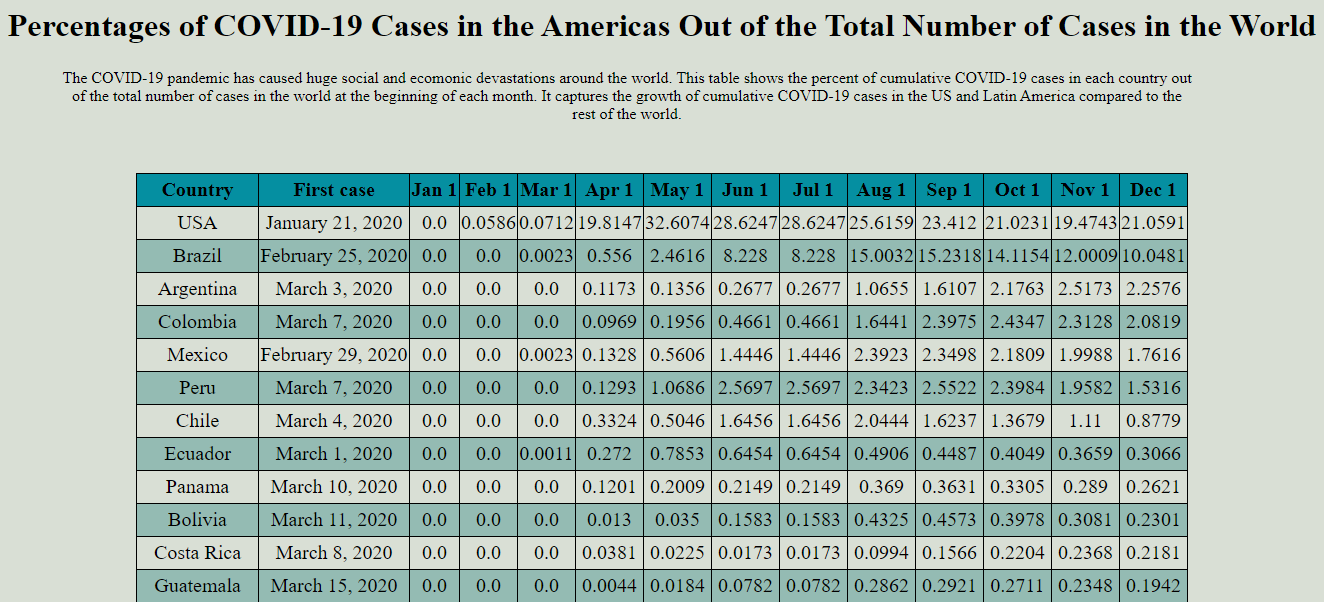 Percentages of COVID-19 Cases in the Americas Out of the Total Number of Cases in the World
The COVID-19 pandemic has caused huge social and ecomonic devastations around the world. This table shows the percent of cumulative COVID-19 cases in each country out
of the total number of cases in the world at the beginning of each month. It captures the growth of cumulative COVID-19 cases in the US and Latin America compared to the
rest of the world.
Country First case Jan 1 Feb 1 Mar 1 Apr 1 May 1 Jun 1 Jul 1 Aug 1 Sep 1 Oct 1 Nov 1 Dec 1
USA January 21, 2020 0.0 0.0586 0.0712 19.8147 32.6074 28.6247 28.6247 25.6159 23.412 21.0231 19.4743 21.0591
Brazil February 25, 2020 0.0 0.0 0.0023 0.556 2.4616 8.228 8.228 15.0032 15.2318 14.1154 12.0009 10.0481
Argentina March 3, 2020 0.0 0.0 0.0 0.1173 0.1356 0.2677 0.2677 1.0655 1.6107 2.1763 2.5173 2.2576
Colombia March 7, 2020 0.0 0.0 0.0 0.0969 0.1956 0.4661 0.4661 1.6441 2.3975 2.4347 2.3128 2.0819
Mexico February 29, 2020 0.0 0.0 0.0023 0.1328 0.5606 1.4446 1.4446 2.3923 2.3498 2.1809 1.9988 1.7616
Peru March 7, 2020 0.0 0.0 0.0 0.1293 1.0686 2.5697 2.5697 2.3423 2.5522 2.3984 1.9582 1.5316
Chile March 4, 2020 0.0 0.0 0.0 0.3324 0.5046 1.6456 1.6456 2.0444 1.6237 1.3679 1.11 0.8779
Ecuador March 1, 2020 0.0 0.0 0.0011 0.272 0.7853 0.6454 0.6454 0.4906 0.4487 0.4049 0.3659 0.3066
Panama March 10, 2020 0.0 0.0 0.0 0.1201 0.2009 0.2149 0.2149 0.369 0.3631 0.3305 0.289 0.2621
Bolivia March 11, 2020 0.0 0.0 0.0 0.013 0.035 0.1583 0.1583 0.4325 0.4573 0.3978 0.3081 0.2301
Costa Rica March 8, 2020 0.0 0.0 0.0 0.0381 0.0225 0.0173 0.0173 0.0994 0.1566 0.2204 0.2368 0.2181
Guatemala March 15, 2020 0.0 0.0 0.0 0.0044 0.0184 0.0782 0.0782 0.2862 0.2921 0.2711 0.2348 0.1942